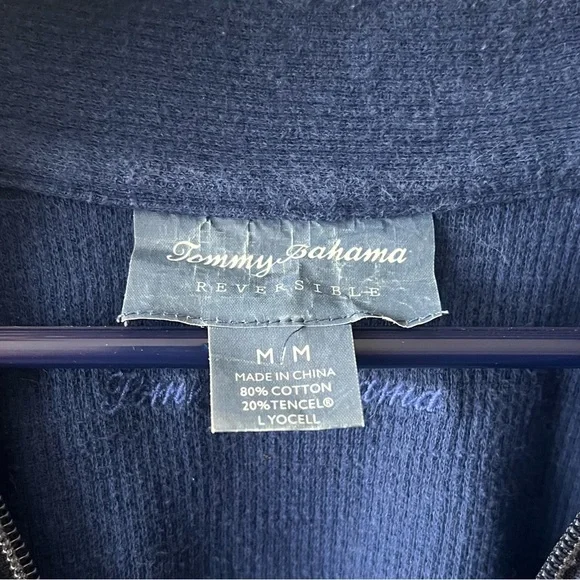 Tommy Bahama
REVERSIBLE
M/M
MADE IN CHINA
80% COTTON
20% TENCEL®
LYOCELL